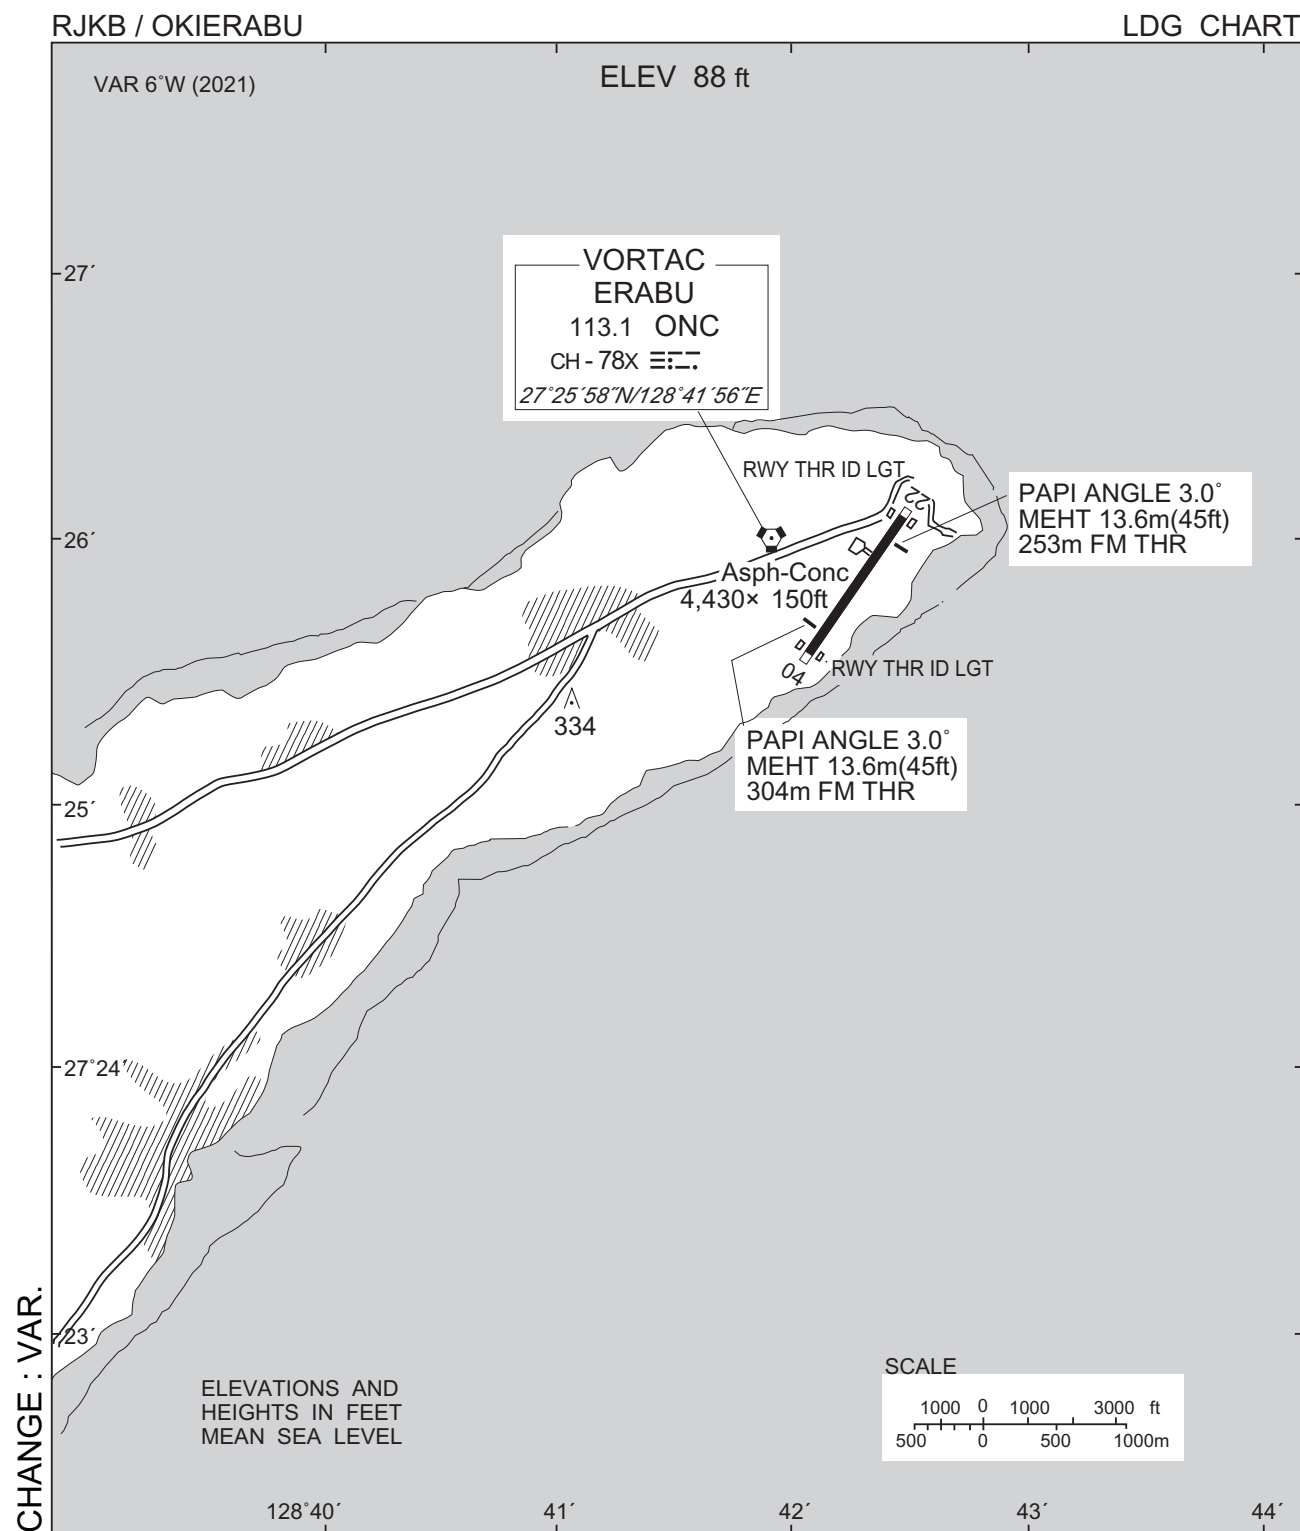 RJKB / OKIERABU
LDG CHART
VAR 6˚W (2021)
ELEV 88 ft
27´
VORTAC
ERABU
113.1 ONC
CH - 78X
27˚25´58˝N/128˚41´56˝E
RWY THR ID LGT
22
PAPI ANGLE 3.0˚
MEHT 13.6m(45ft)
253m FM THR
26´
Asph-Conc
4,430× 150ft
04
RWY THR ID LGT
334
PAPI ANGLE 3.0˚
MEHT 13.6m(45ft)
304m FM THR
25´
27˚24´
23´
CHANGE : VAR.
ELEVATIONS AND
HEIGHTS IN FEET
MEAN SEA LEVEL
SCALE
1000 0 1000 3000 ft
500 0 500 1000m
128˚40´ 41´ 42´ 43´ 44´